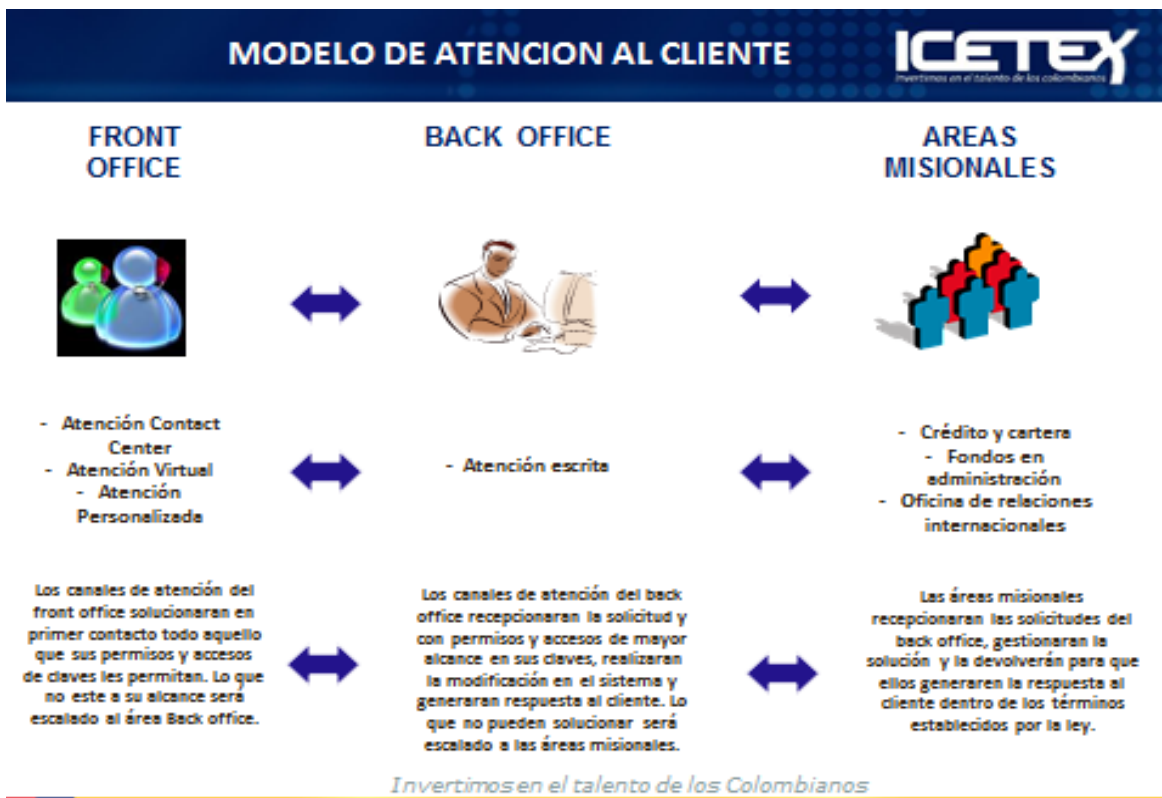 MODELO DE ATENCION AL CLIENTE
ICETEX
Invertimos en el talento de los colombianos
FRONT
OFFICE
BACK OFFICE
AREAS
MISIONALES
- Atención Contact
Center
- Atención Virtual
- Atención
Personalizada
- Atención escrita
- Crédito y cartera
- Fondos en
administración
- Oficina de relaciones
internacionales
Los canales de atención del
front office solucionaran en
primer contacto todo aquello
que sus permisos y accesos
de claves les permitan. Lo que
no este a su alcance será
escalado al área Back office.
Los canales de atención del back
office recepcionaran la solicitud y
con permisos y accesos de mayor
alcance en sus claves, realizaran
la modificación en el sistema y
generaran respuesta al cliente. Lo
que no pueden solucionar será
escalado a las áreas misionales.
Las áreas misionales
recepcionaran las solicitudes del
back office, gestionaran la
solución y la devolverán para que
ellos generaren la respuesta al
cliente dentro de los términos
establecidos por la ley.
Invertimos en el talento de los Colombianos